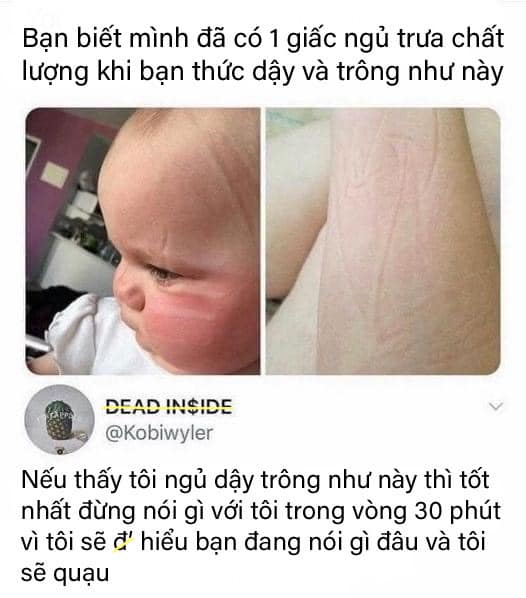 Bạn biết mình đã có 1 giấc ngủ trưa chất
lượng khi bạn thức dậy và trông như này
DEAD IN$IDE
@Kobiwyler
Nếu thấy tôi ngủ dậy trông như này thì tốt
nhất đừng nói gì với tôi trong vòng 30 phút
vì tôi sẽ đ' hiểu bạn đang nói gì đâu và tôi
sẽ quạu